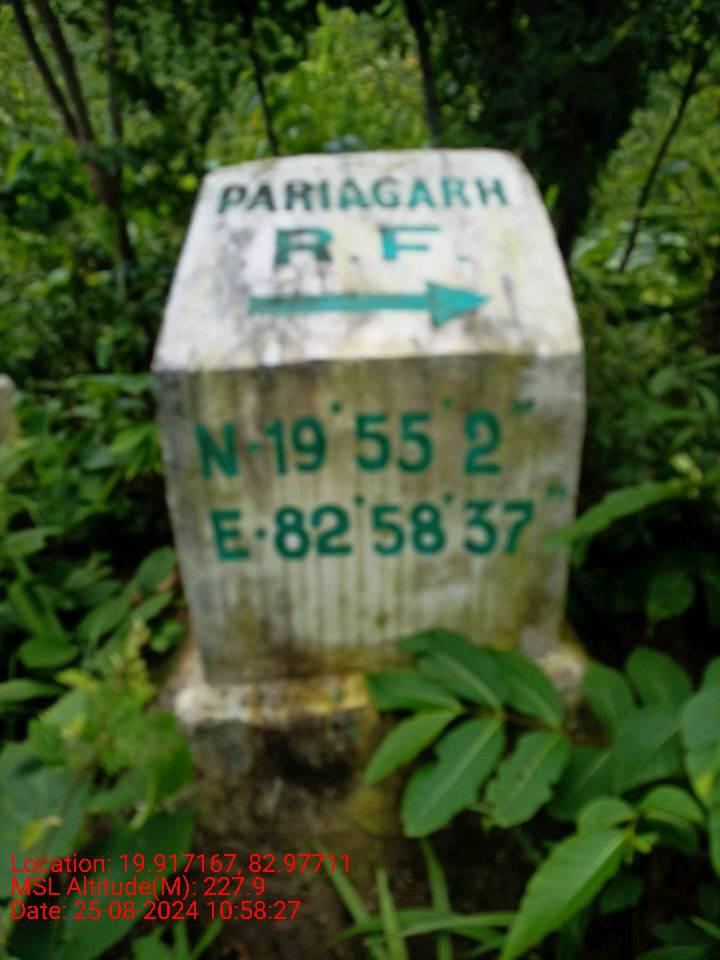 PARIAGARH
R.F.
N-19°55'2"
E-82°58'37"
Location: 19.917167, 82.97711
MSL Altitude(M): 227.9
Date: 25-08-2024 10:58:27